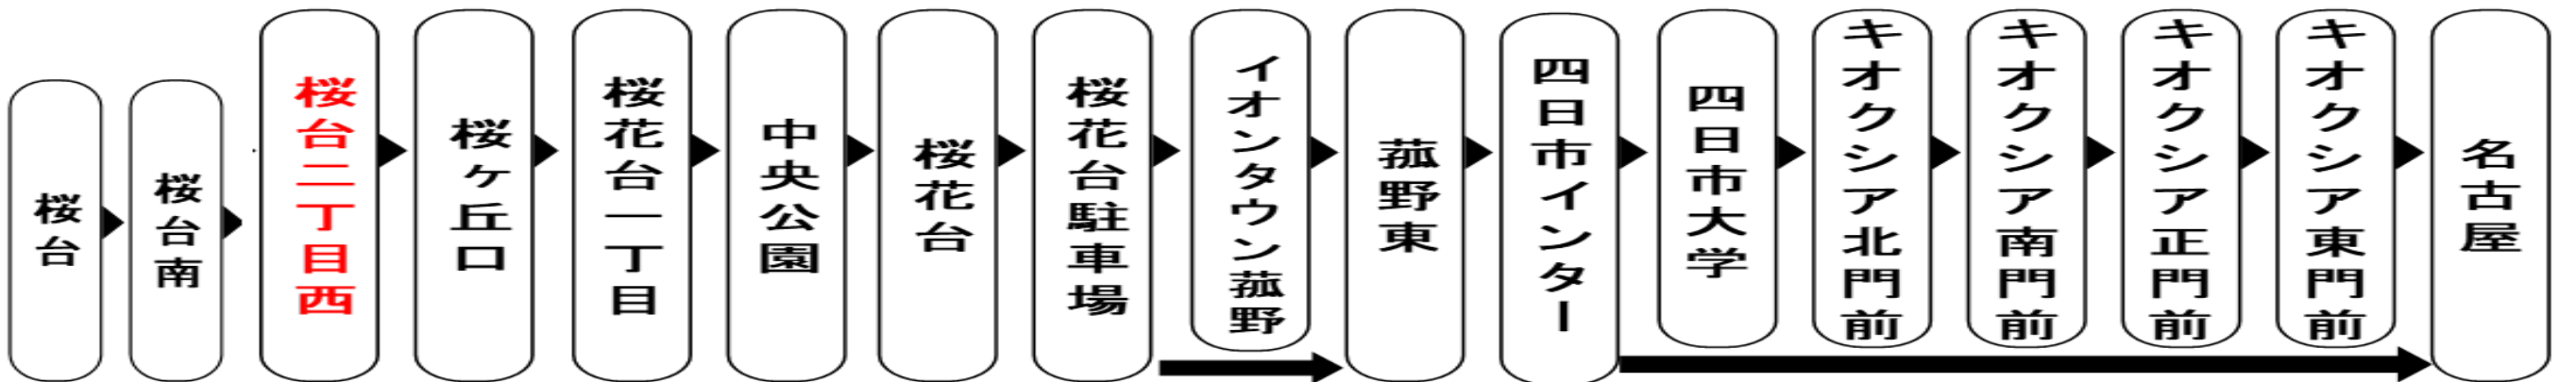 桜台
桜台南
桜台二丁目西
桜ヶ丘口
桜花台一丁目
中央公園
桜花台
桜花台駐車場
イオンタウン菰野
菰野東
四日市インター
四日市大学
キオクシア北門前
キオクシア南門前
キオクシア正門前
キオクシア東門前
名古屋